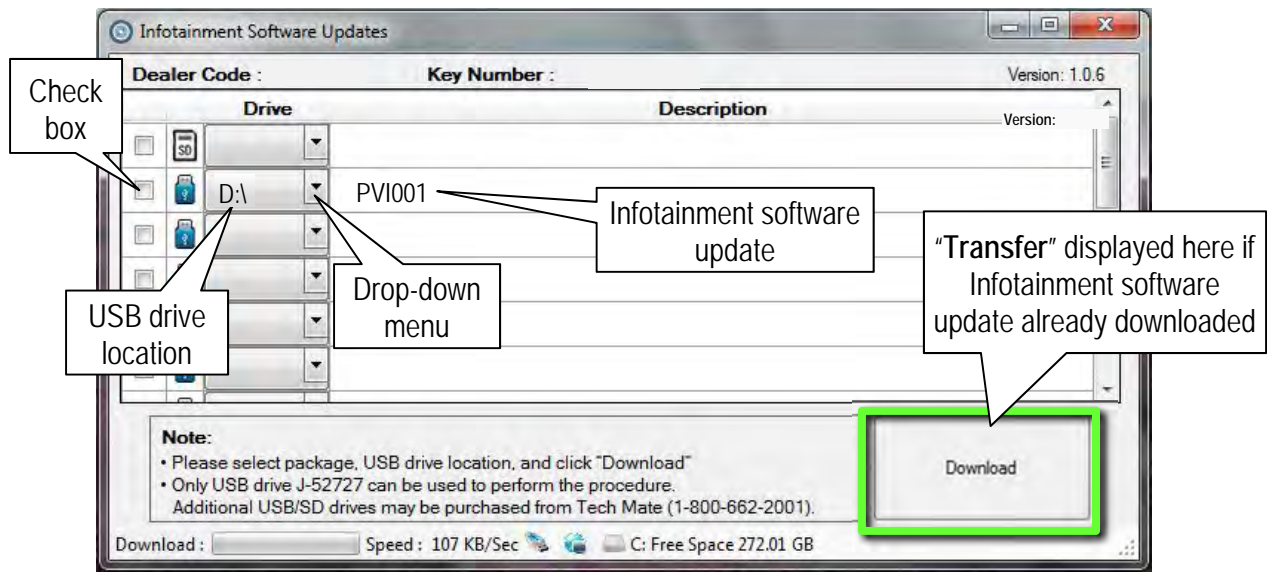 Infotainment Software Updates
Dealer Code :
Key Number :
Version: 1.0.6
Check
box
Drive
Description
Version:
SD
D:\
PVI001
Infotainment software
update
"Transfer" displayed here if
Infotainment software
update already downloaded
USB drive
location
Drop-down
menu
Note:
• Please select package, USB drive location, and click "Download"
• Only USB drive J-52727 can be used to perform the procedure.
Additional USB/SD drives may be purchased from Tech Mate (1-800-662-2001).
Download
Download :
Speed : 107 KB/Sec
C: Free Space 272.01 GB